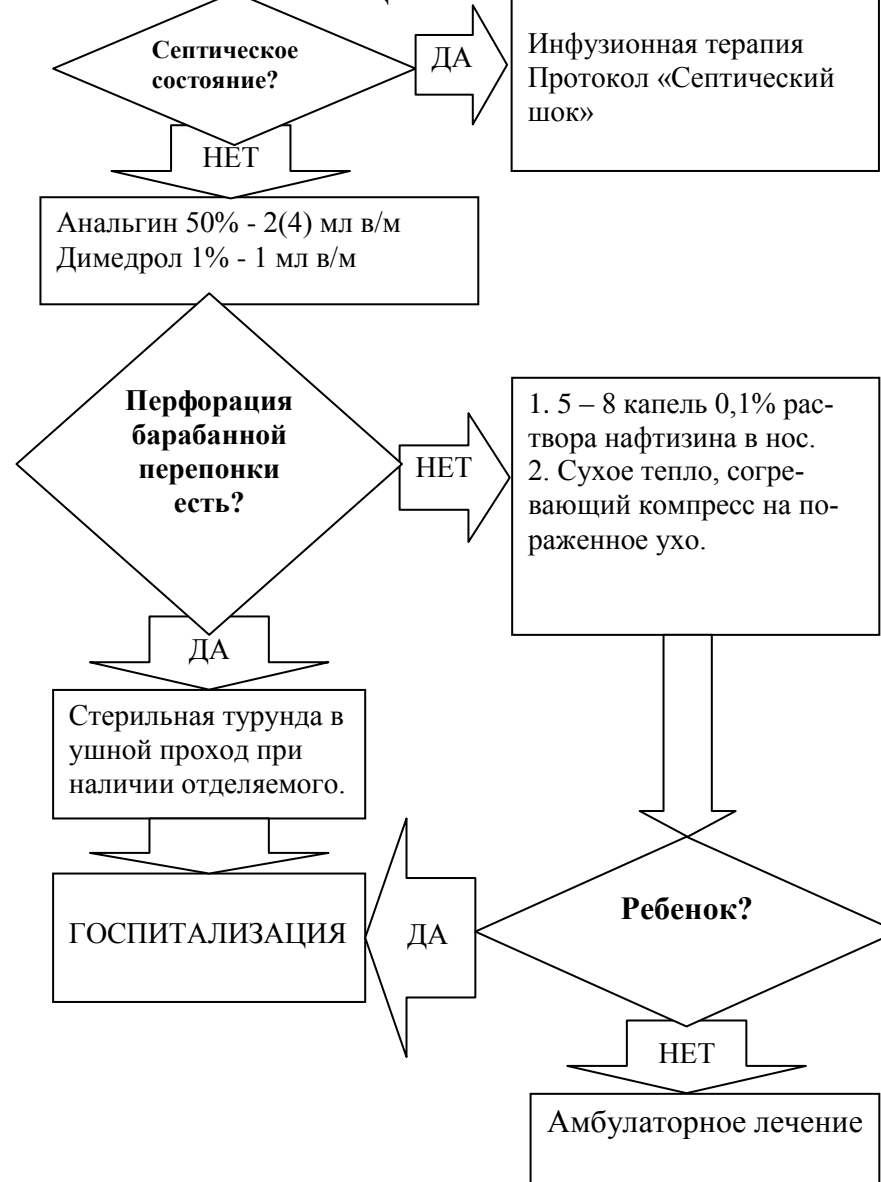 Септическое
состояние?
ДА
Инфузионная терапия
Протокол «Септический
шок»
НЕТ
Анальгин 50% - 2(4) мл в/м
Димедрол 1% - 1 мл в/м
Перфорация
барабанной
перепонки
есть?
НЕТ
1. 5 – 8 капель 0,1% рас-
твора нафтизина в нос.
2. Сухое тепло, согре-
вающий компресс на по-
раженное ухо.
ДА
Стерильная турунда в
ушной проход при
наличии отделяемого.
ГОСПИТАЛИЗАЦИЯ
ДА
Ребенок?
НЕТ
Амбулаторное лечение